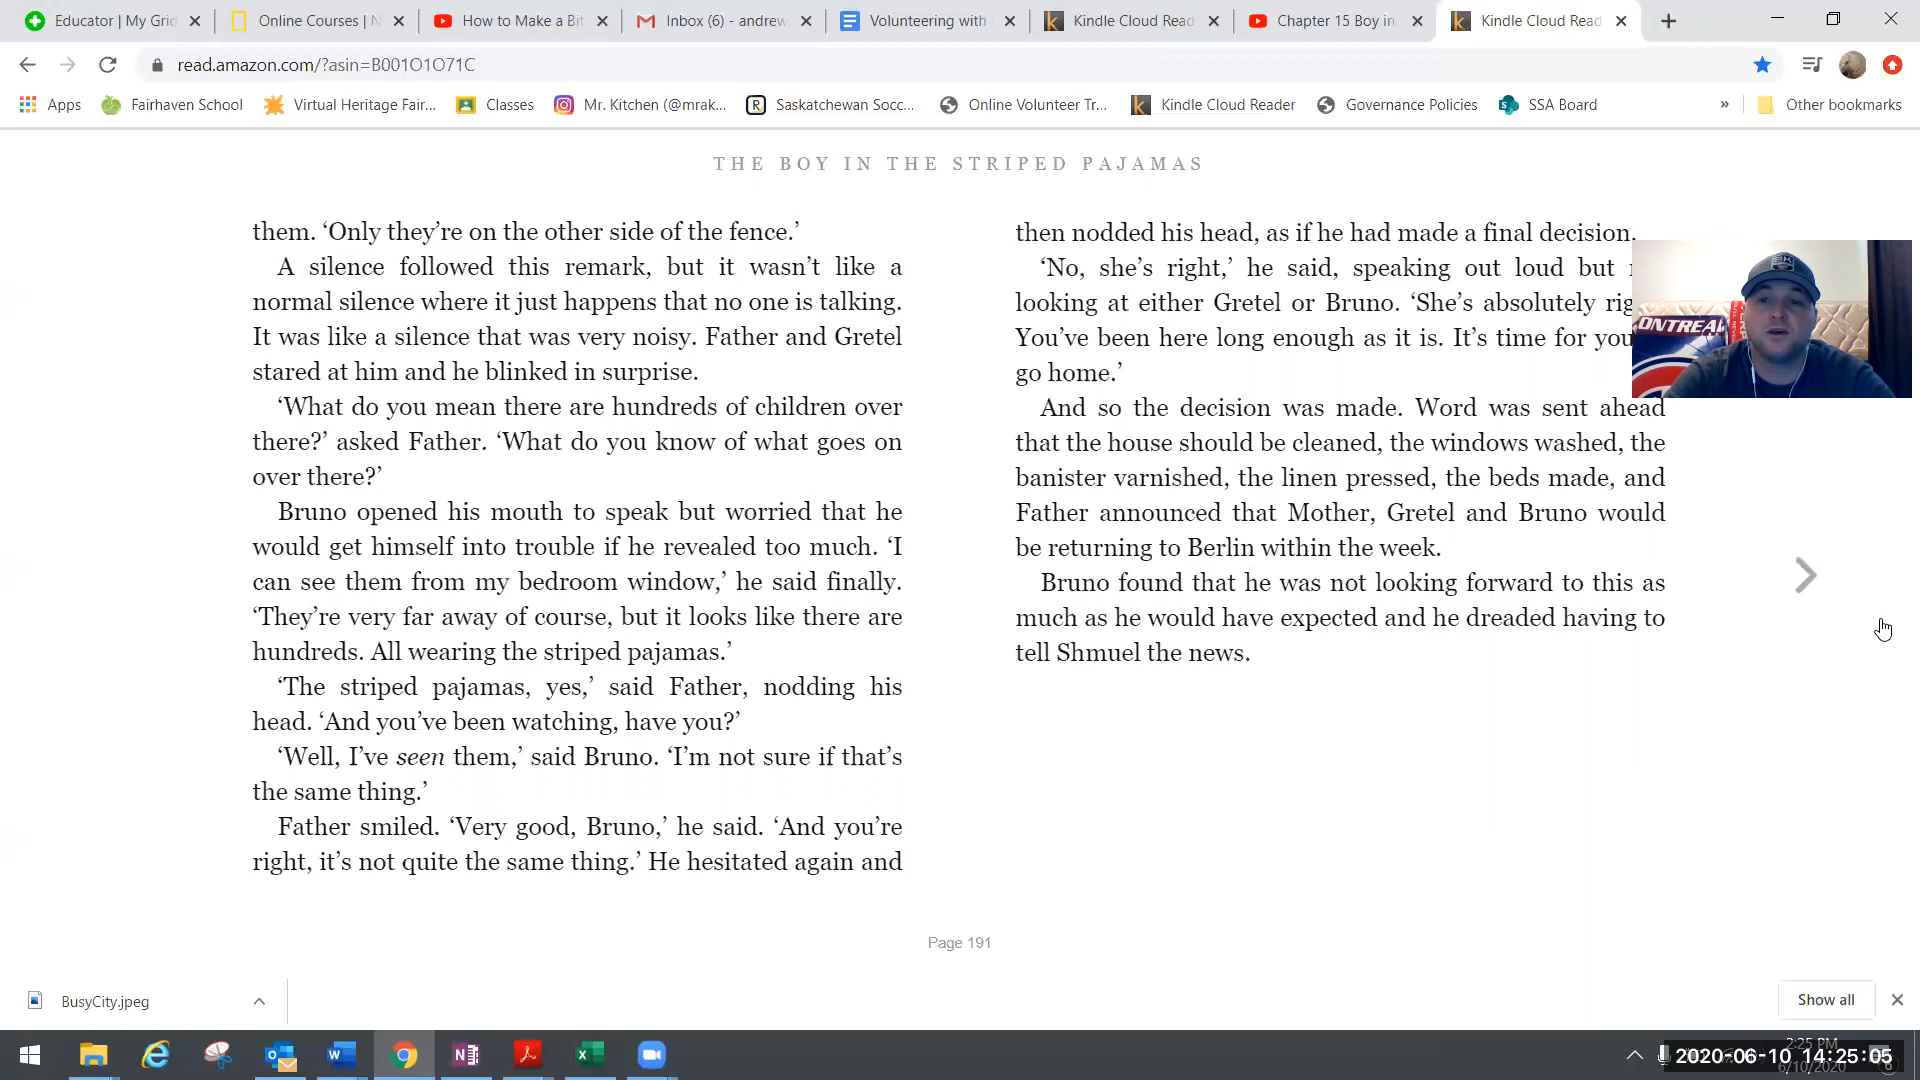 Educator | My Gri
Online Courses | N
How to Make a Bit
Inbox (6) - andrew
Volunteering with
Kindle Cloud Read
Chapter 15 Boy in
Kindle Cloud Read
read.amazon.com/?asin=B001O1O71C
Apps
Fairhaven School
Virtual Heritage Fair...
Classes
Mr. Kitchen (@mrak...
Saskatchewan Socc...
Online Volunteer Tr...
Kindle Cloud Reader
Governance Policies
SSA Board
»
Other bookmarks
THE BOY IN THE STRIPED PAJAMAS
them. ‘Only they’re on the other side of the fence.’
A silence followed this remark, but it wasn’t like a
normal silence where it just happens that no one is talking.
It was like a silence that was very noisy. Father and Gretel
stared at him and he blinked in surprise.
‘What do you mean there are hundreds of children over
there?’ asked Father. ‘What do you know of what goes on
over there?’
Bruno opened his mouth to speak but worried that he
would get himself into trouble if he revealed too much. ‘I
can see them from my bedroom window,’ he said finally.
‘They’re very far away of course, but it looks like there are
hundreds. All wearing the striped pajamas.’
‘The striped pajamas, yes,’ said Father, nodding his
head. ‘And you’ve been watching, have you?’
‘Well, I’ve seen them,’ said Bruno. ‘I’m not sure if that’s
the same thing.’
Father smiled. ‘Very good, Bruno,’ he said. ‘And you’re
right, it’s not quite the same thing.’ He hesitated again and
then nodded his head, as if he had made a final decision.
‘No, she’s right,’ he said, speaking out loud but
looking at either Gretel or Bruno. ‘She’s absolutely rig
You’ve been here long enough as it is. It’s time for you
go home.’
And so the decision was made. Word was sent ahead
that the house should be cleaned, the windows washed, the
banister varnished, the linen pressed, the beds made, and
Father announced that Mother, Gretel and Bruno would
be returning to Berlin within the week.
Bruno found that he was not looking forward to this as
much as he would have expected and he dreaded having to
tell Shmuel the news.
ONTREAL
Page 191
BusyCity.jpeg
Show all
2:25 PM
2020-06-10 14:25:05
6/10/2020